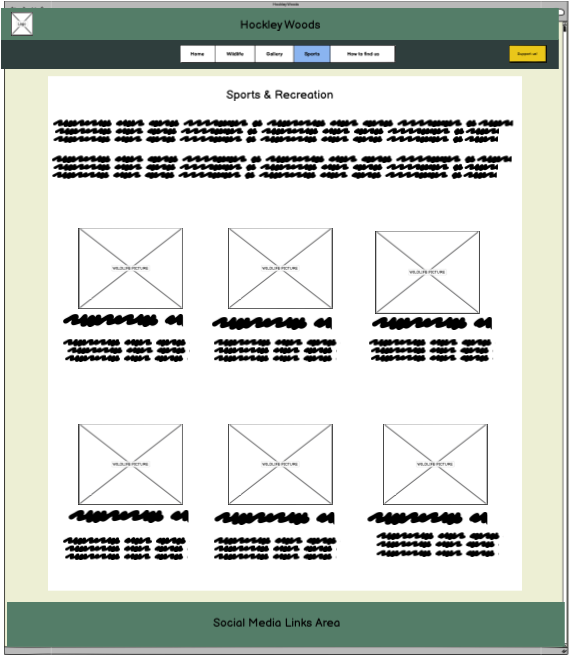 Hockley Woods
Hockley Woods
Home Wildlife Gallery Sports How to find us
Support us!
Sports & Recreation
WILDLIFE PICTURE WILDLIFE PICTURE WILDLIFE PICTURE
WILDLIFE PICTURE WILDLIFE PICTURE WILDLIFE PICTURE
Social Media Links Area